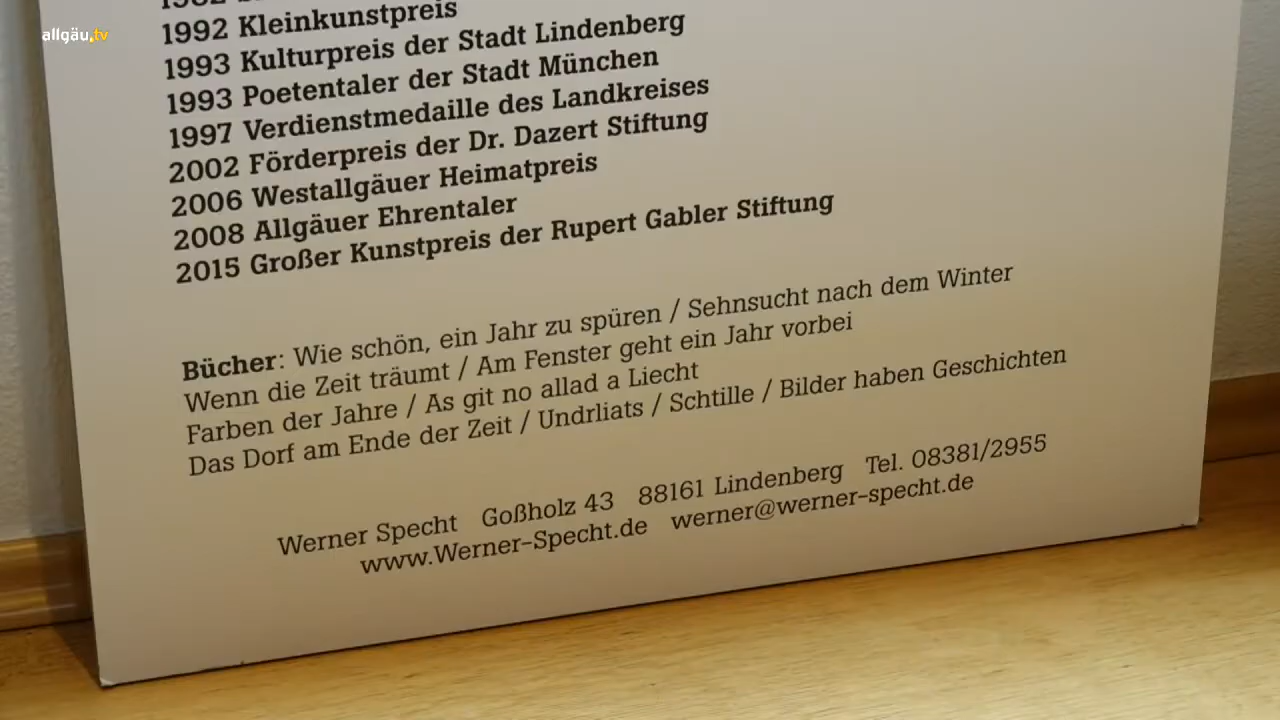 allgäu.tv
1992 Kleinkunstpreis
1993 Kulturpreis der Stadt Lindenberg
1993 Poetentaler der Stadt München
1997 Verdienstmedaille des Landkreises
2002 Förderpreis der Dr. Dazert Stiftung
2006 Westallgäuer Heimatpreis
2008 Allgäuer Ehrentaler
2015 Großer Kunstpreis der Rupert Gabler Stiftung
Bücher: Wie schön, ein Jahr zu spüren / Sehnsucht nach dem Winter
Wenn die Zeit träumt / Am Fenster geht ein Jahr vorbei
Farben der Jahre / As git no allad a Liecht
Das Dorf am Ende der Zeit / Undrliats / Schtille / Bilder haben Geschichten
Werner Specht Goßholz 43 88161 Lindenberg Tel. 08381/2955
www.Werner-Specht.de werner@werner-specht.de